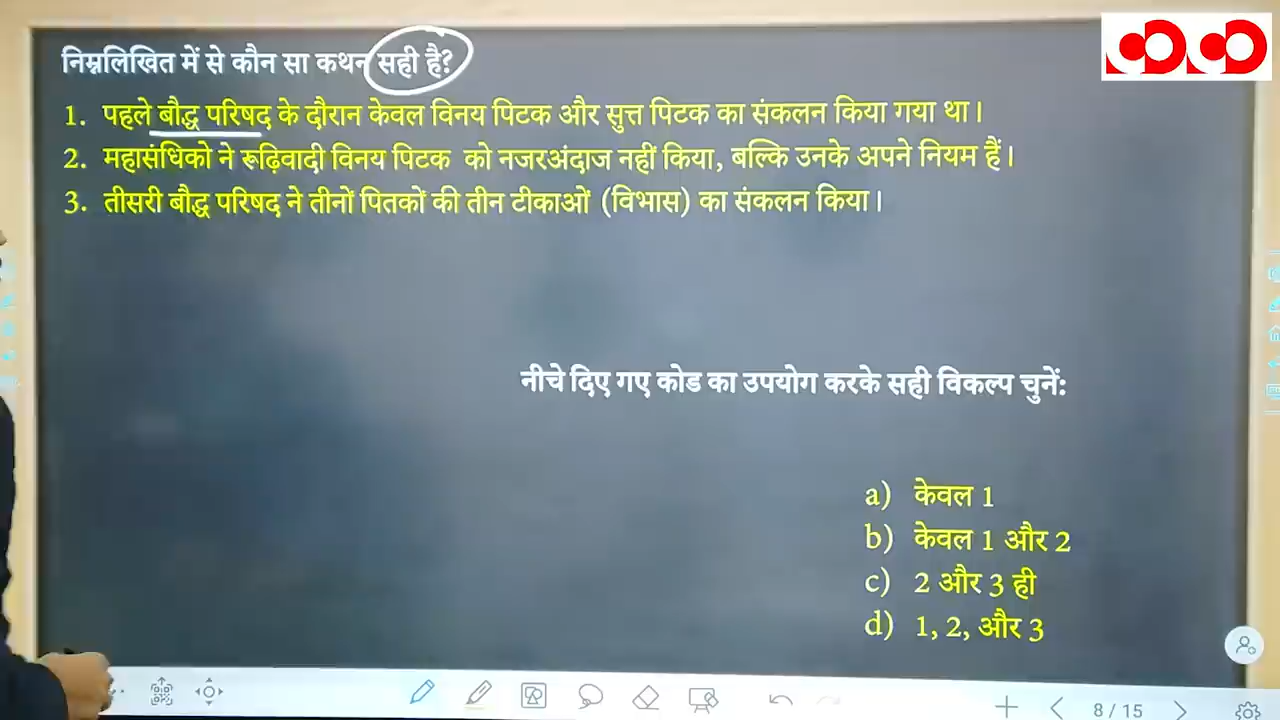 निम्नलिखित में से कौन सा कथन सही है?
1. पहले बौद्ध परिषद के दौरान केवल विनय पिटक और सुत्त पिटक का संकलन किया गया था।
2. महासंधिको ने रूढ़िवादी विनय पिटक को नजरअंदाज नहीं किया, बल्कि उनके अपने नियम हैं।
3. तीसरी बौद्ध परिषद ने तीनों पितकों की तीन टीकाओं (विभास) का संकलन किया।
नीचे दिए गए कोड का उपयोग करके सही विकल्प चुनें:
a) केवल 1
b) केवल 1 और 2
c) 2 और 3 ही
d) 1, 2, और 3
8 / 15